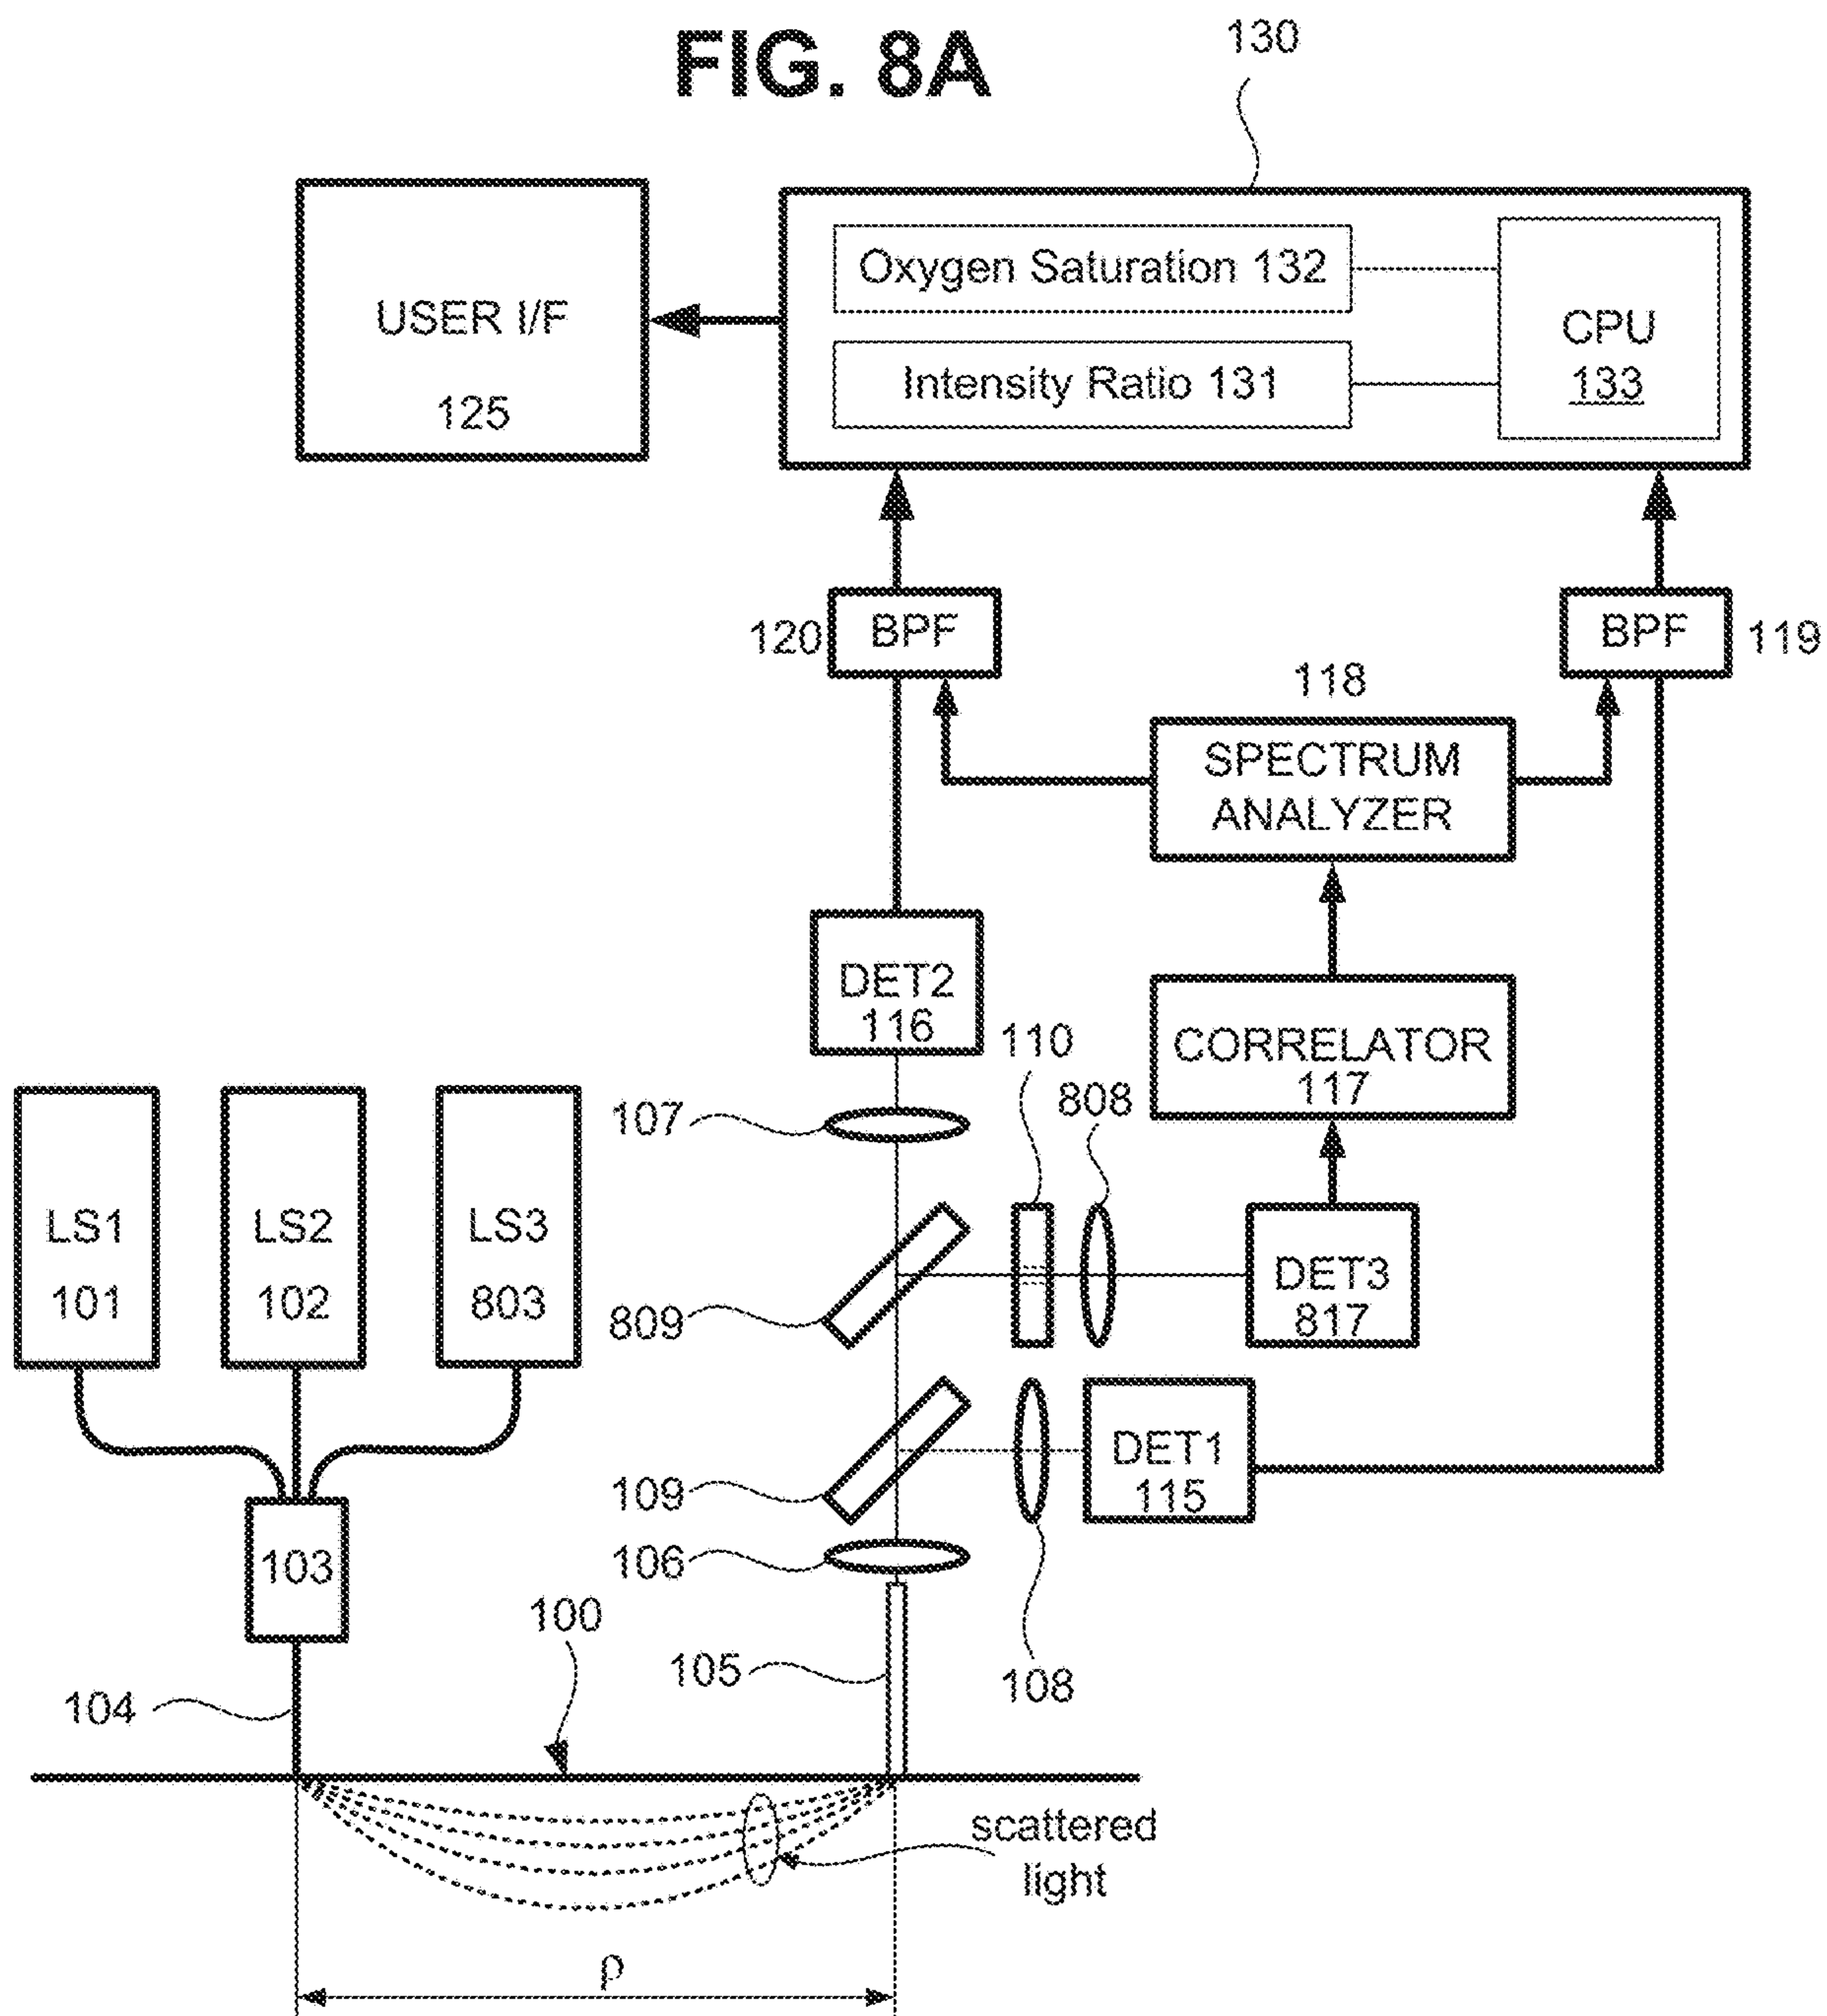 FIG. 8A
130
USER I/F
125
Oxygen Saturation 132
Intensity Ratio 131
CPU
133
120
BPF
BPF
119
118
SPECTRUM
ANALYZER
DET2
116
110
808
CORRELATOR
117
107
LS1
101
LS2
102
LS3
803
809
DET3
817
109
DET1
115
103
106
100
105
108
104
scattered
light
ρ